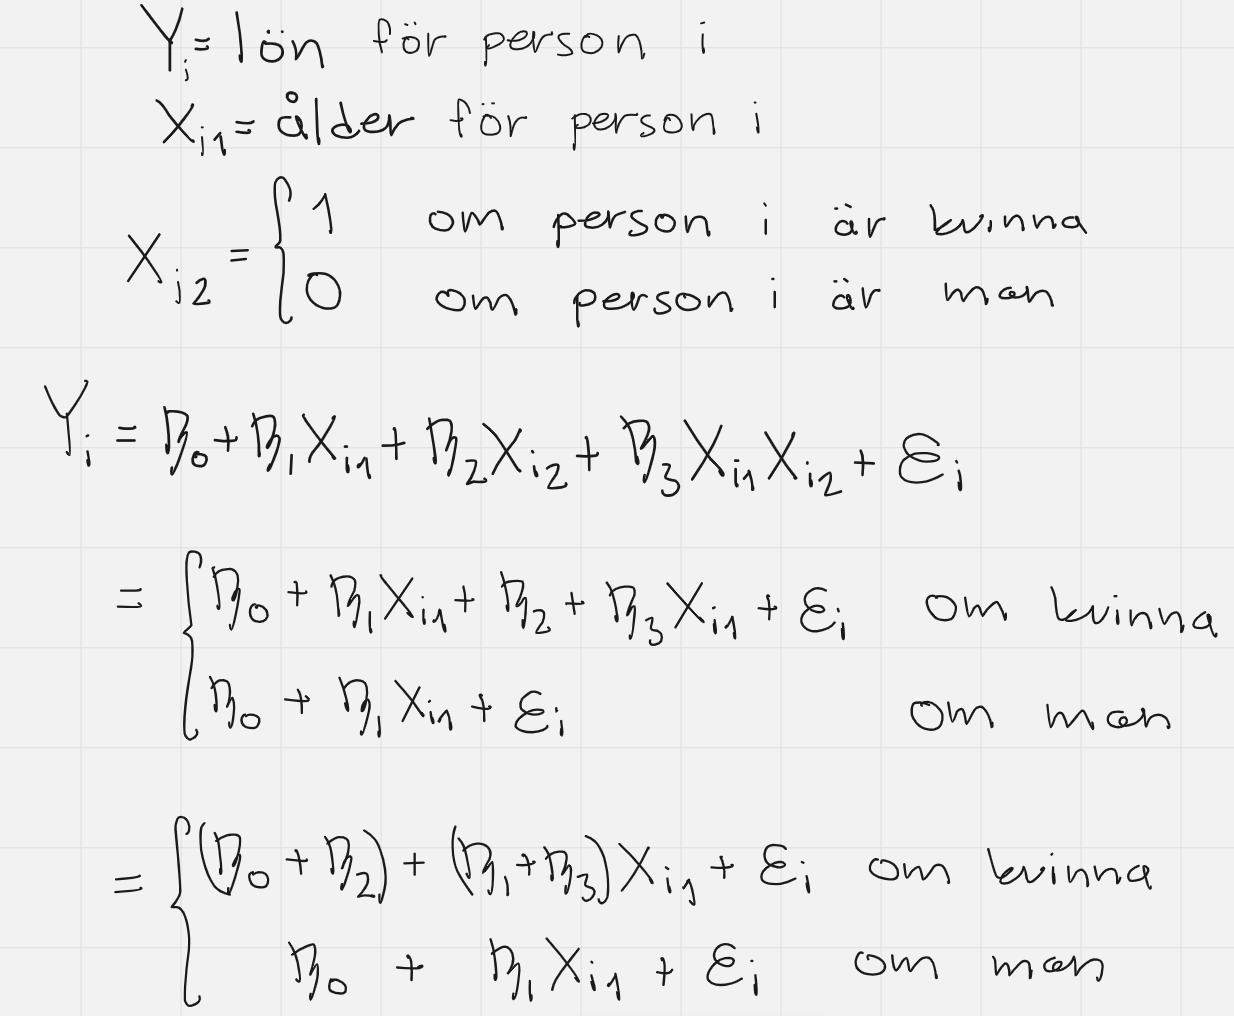 Yᵢ = lön för person i
Xᵢ₁ = ålder för person i
Xᵢ₂ = { 1 om person i är kvinna
0 om person i är man
Yᵢ = β₀ + β₁Xᵢ₁ + β₂Xᵢ₂ + β₃Xᵢ₁Xᵢ₂ + εᵢ
= { β₀ + β₁Xᵢ₁ + β₂ + β₃Xᵢ₁ + εᵢ om kvinna
β₀ + β₁Xᵢ₁ + εᵢ om man
= { (β₀ + β₂) + (β₁ + β₃)Xᵢ₁ + εᵢ om kvinna
β₀ + β₁Xᵢ₁ + εᵢ om man